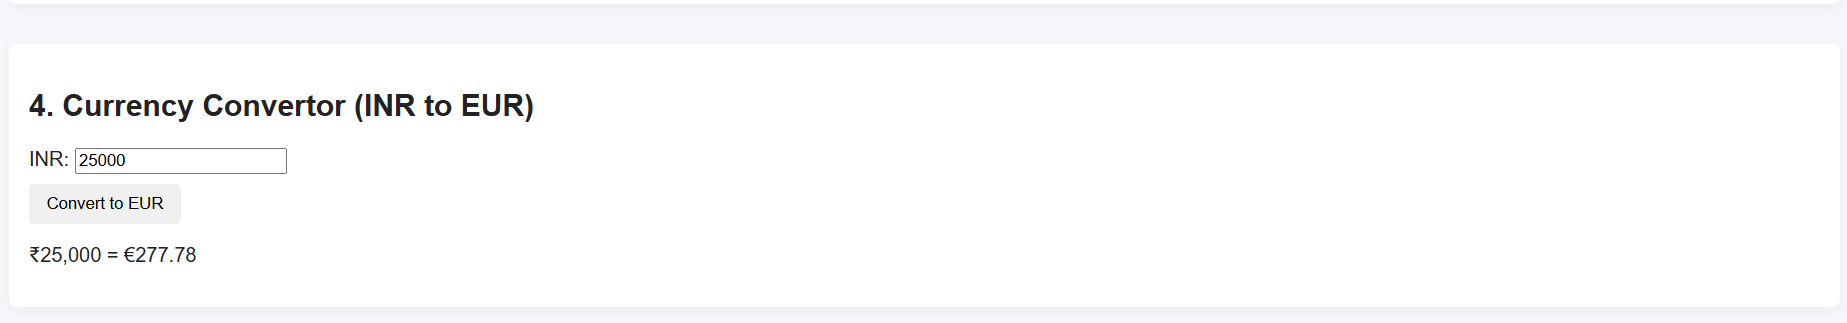 4. Currency Convertor (INR to EUR)
INR: 25000
Convert to EUR
₹25,000 = €277.78